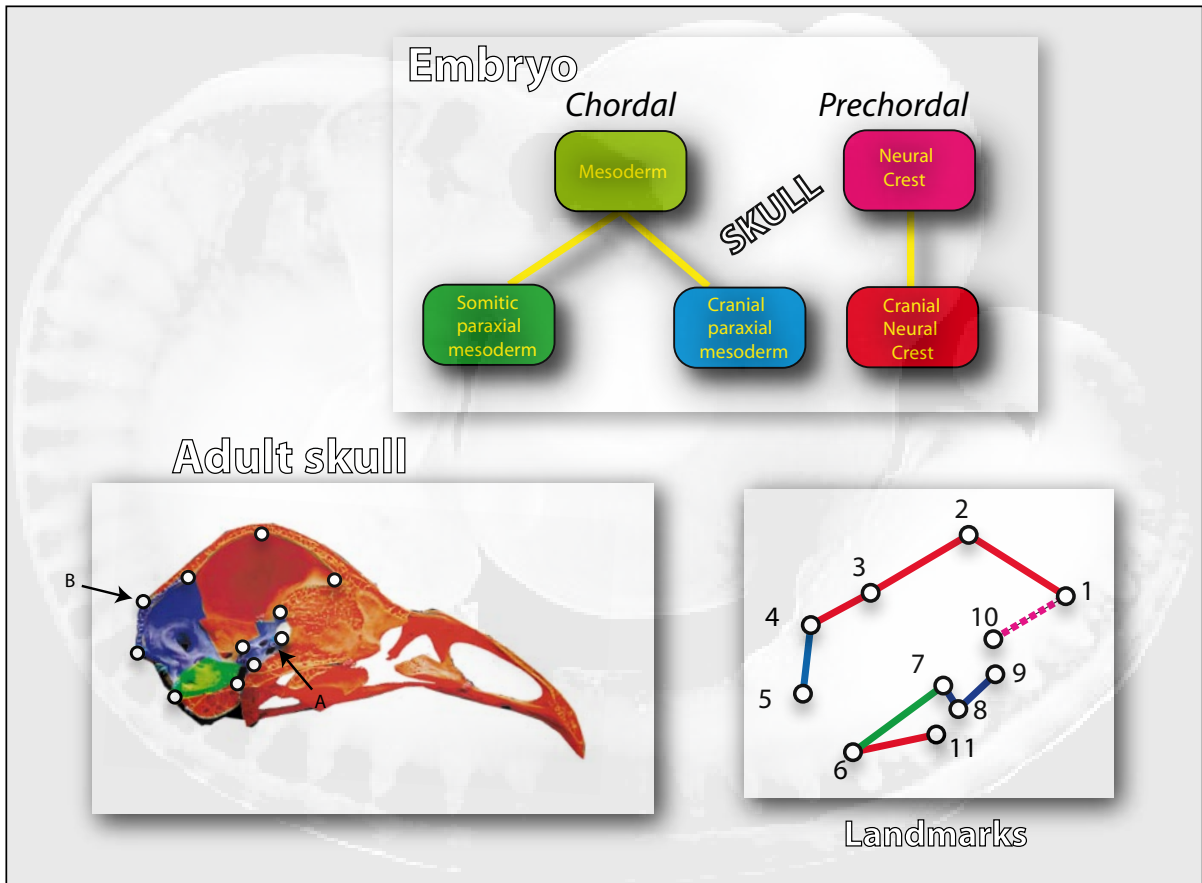 Embryo
Chordal
Prechordal
Mesoderm
Neural
Crest
SKULL
Somitic
paraxial
mesoderm
Cranial
paraxial
mesoderm
Cranial
Neural
Crest
Adult skull
B
A
2
3
1
4
10
7
9
5
8
11
6
Landmarks